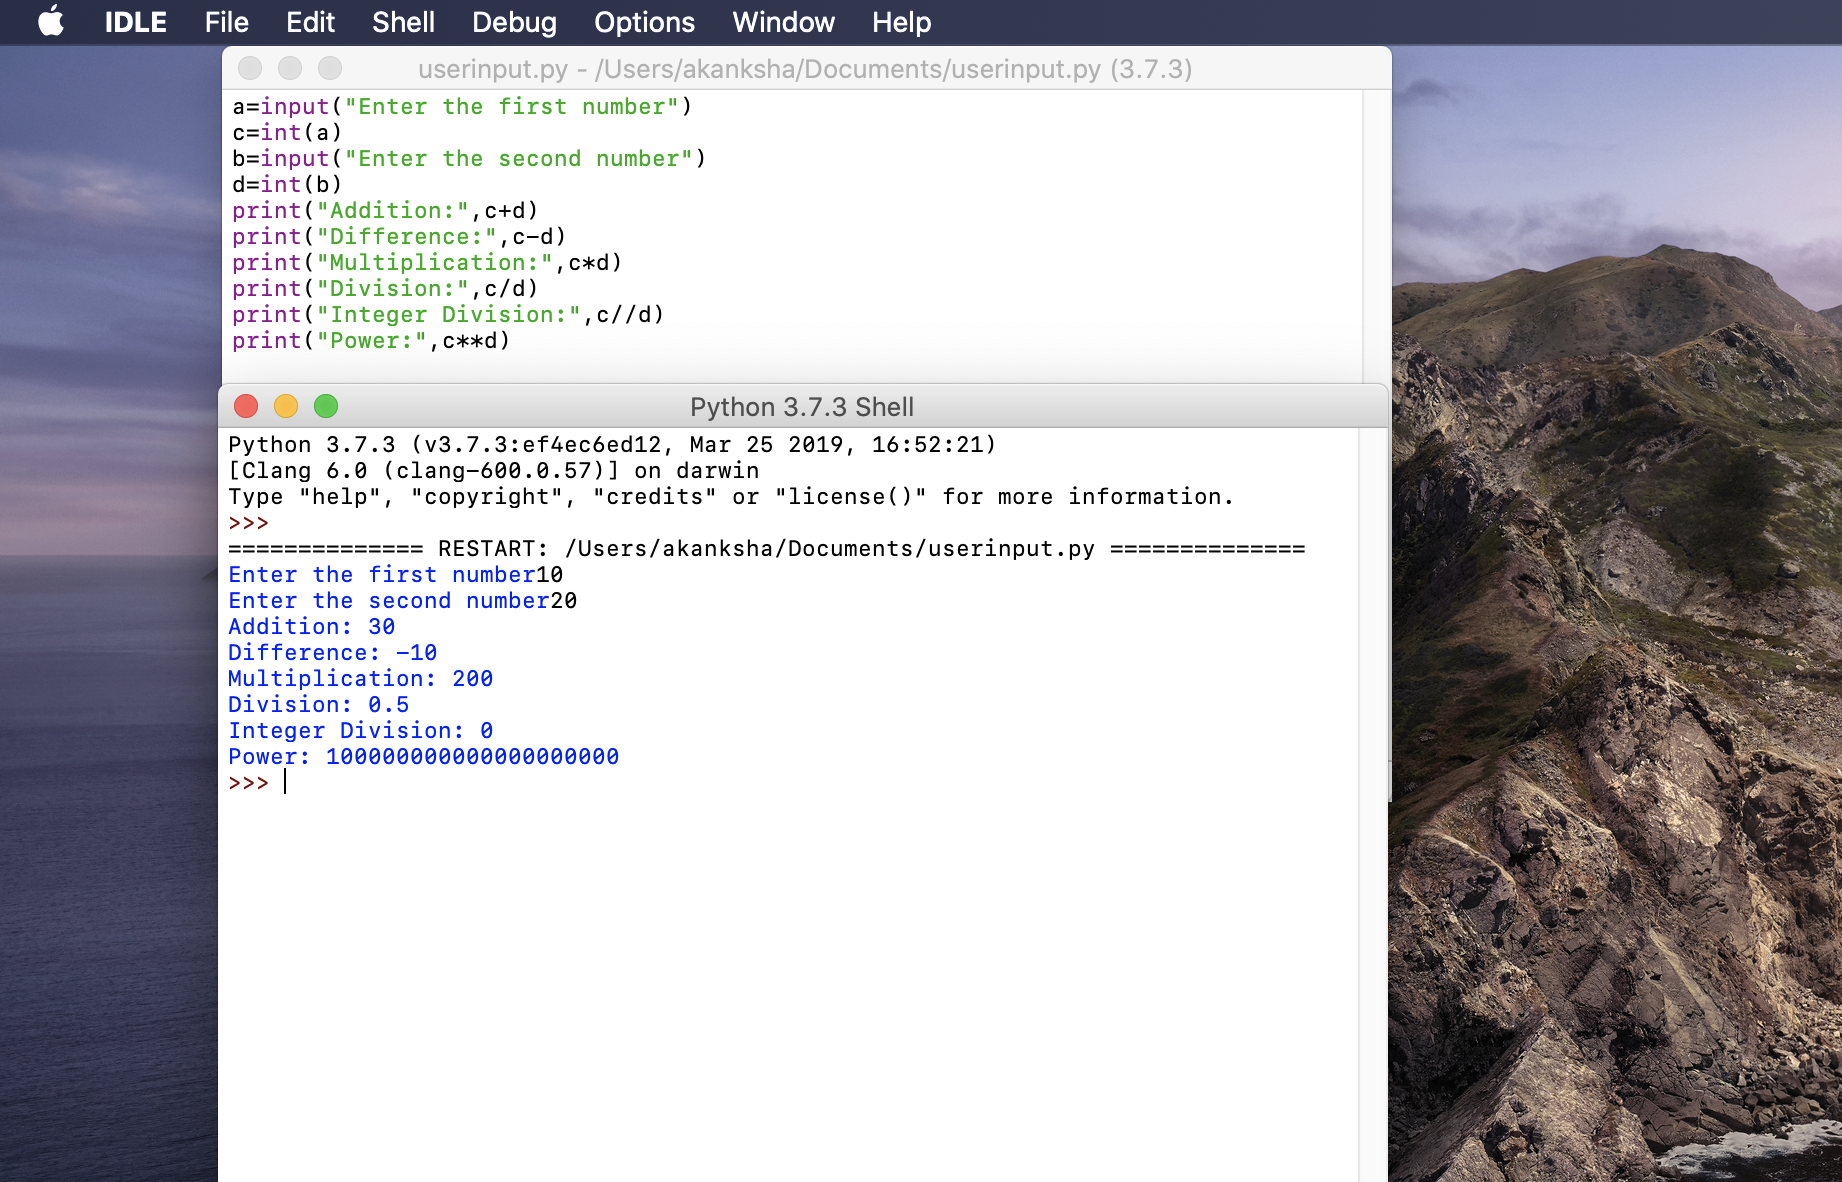 IDLE File Edit Shell Debug Options Window Help
userinput.py - /Users/akanksha/Documents/userinput.py (3.7.3)
a=input("Enter the first number")
c=int(a)
b=input("Enter the second number")
d=int(b)
print("Addition:",c+d)
print("Difference:",c-d)
print("Multiplication:",c*d)
print("Division:",c/d)
print("Integer Division:",c//d)
print("Power:",c**d)
Python 3.7.3 Shell
Python 3.7.3 (v3.7.3:ef4ec6ed12, Mar 25 2019, 16:52:21)
[Clang 6.0 (clang-600.0.57)] on darwin
Type "help", "copyright", "credits" or "license()" for more information.
>>>
============== RESTART: /Users/akanksha/Documents/userinput.py ==============
Enter the first number10
Enter the second number20
Addition: 30
Difference: -10
Multiplication: 200
Division: 0.5
Integer Division: 0
Power: 100000000000000000000
>>>